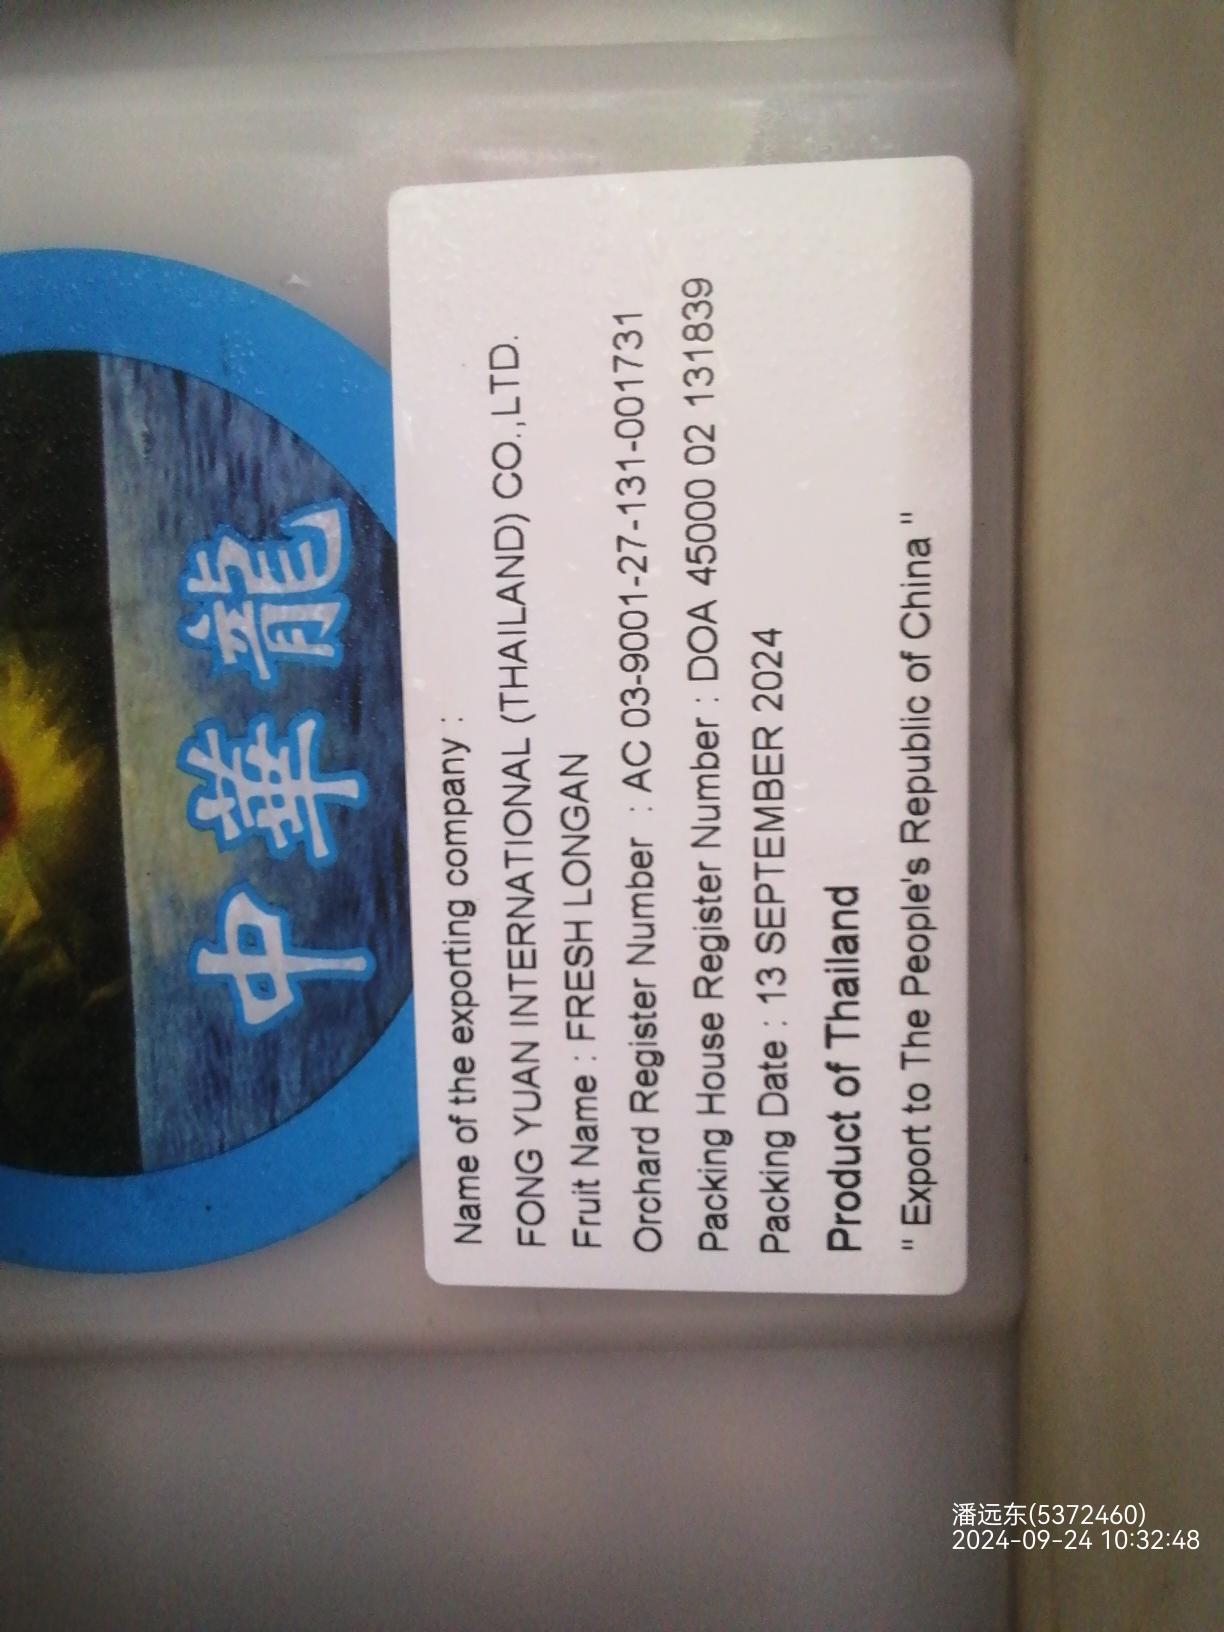 中華龍
Name of the exporting company :
FONG YUAN INTERNATIONAL (THAILAND) CO.,LTD.
Fruit Name : FRESH LONGAN
Orchard Register Number : AC 03-9001-27-131-001731
Packing House Register Number : DOA 45000 02 131839
Packing Date : 13 SEPTEMBER 2024
Product of Thailand
" Export to The People's Republic of China "
潘远东(5372460)
2024-09-24 10:32:48